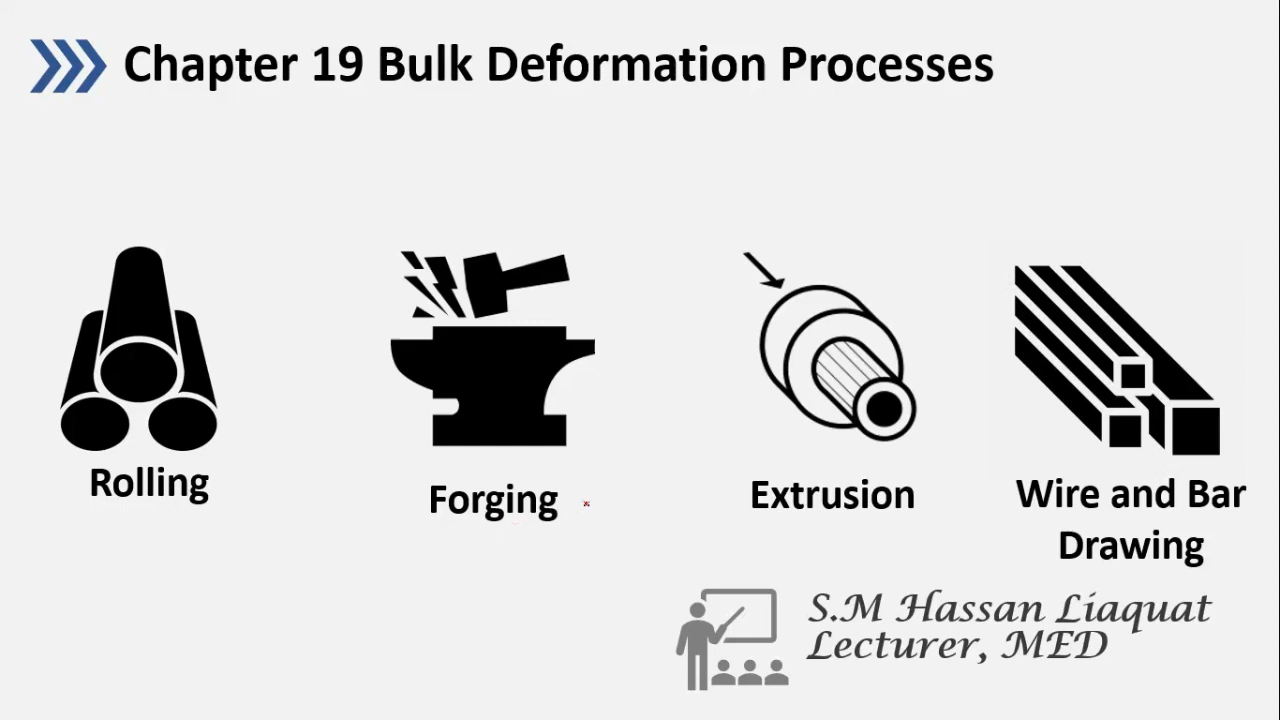 Chapter 19 Bulk Deformation Processes
Rolling
Forging
Extrusion
Wire and Bar
Drawing
S.M Hassan Liaquat
Lecturer, MED